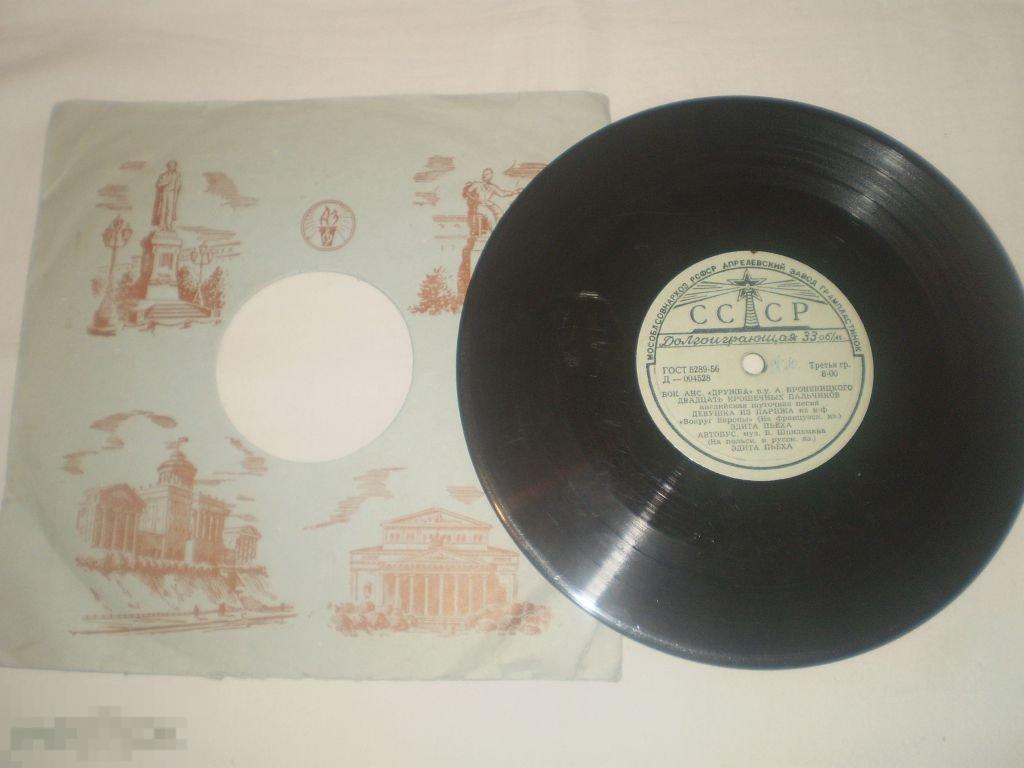 АЗ
МОСОБЛСОВНАРХОЗ РСФСР АПРЕЛЕВСКИЙ ЗАВОД ГРАМПЛАСТИНОК
СССР
Долгоиграющая 33 об/м
ГОСТ 5289-56
Д — 004528
Третья гр.
8-00
ВОК. АНС. «ДРУЖБА» п/у. А. БРОНЕВИЦКОГО
ДВАДЦАТЬ КРОШЕЧНЫХ ПАЛЬЧИКОВ
английская шуточная песня
ДЕВУШКА ИЗ ПАРИЖА из к-ф
«Вокруг Европы» (На французск. яз.)
ЭДИТА ПЬЕХА
АВТОБУС, муз. В. Шпильмана
(На польск. и русск. яз.)
ЭДИТА ПЬЕХА